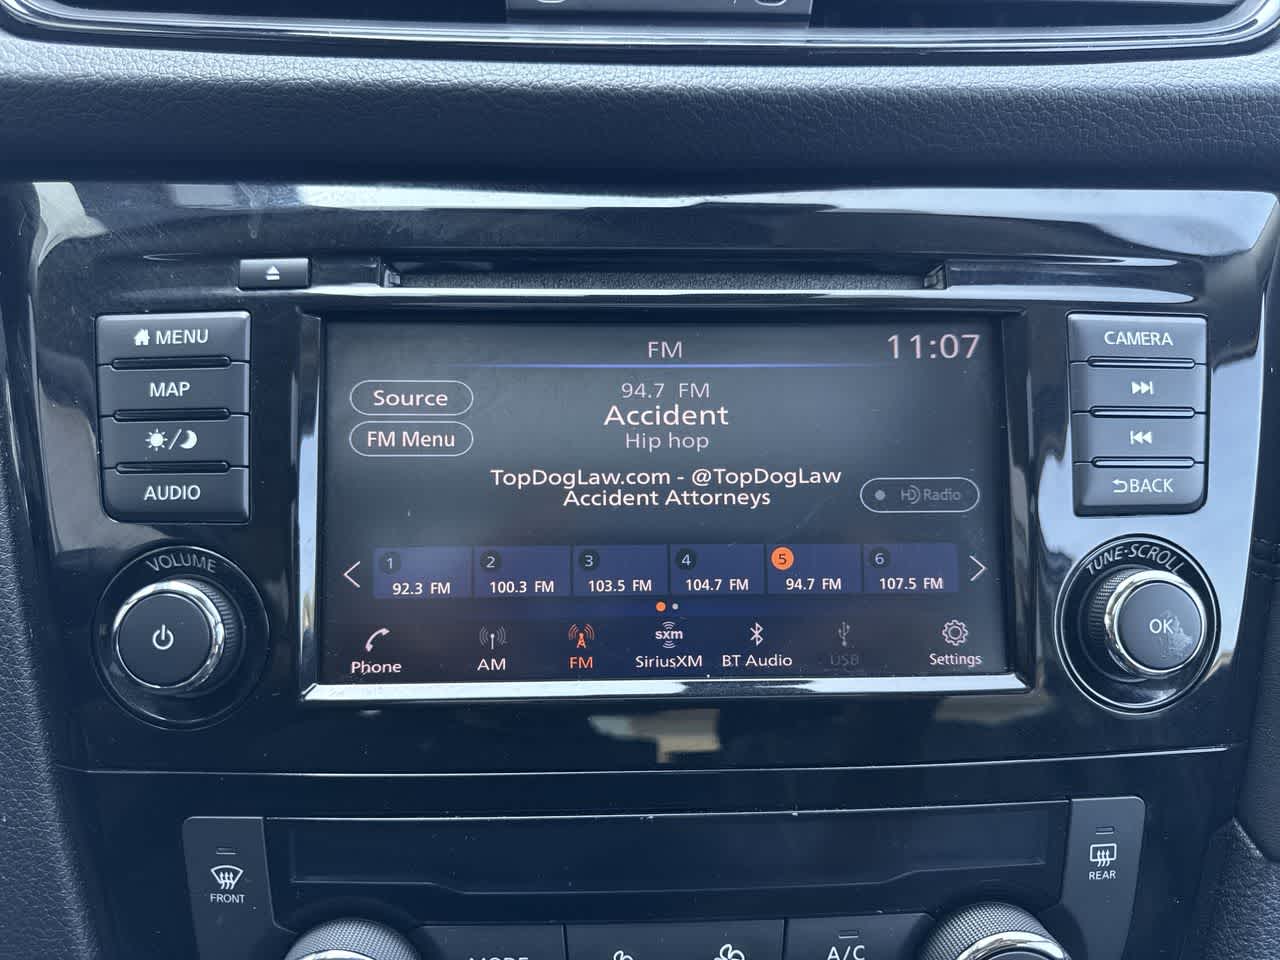 MENU
MAP
AUDIO
VOLUME
FM
11:07
Source
FM Menu
94.7 FM
Accident
Hip hop
TopDogLaw.com - @TopDogLaw
Accident Attorneys
HD Radio
1
92.3 FM
2
100.3 FM
3
103.5 FM
4
104.7 FM
5
94.7 FM
6
107.5 FM
Phone
AM
FM
sxm
SiriusXM
BT Audio
USB
Settings
CAMERA
BACK
TUNE·SCROLL
OK
FRONT
REAR
MODE
A/C